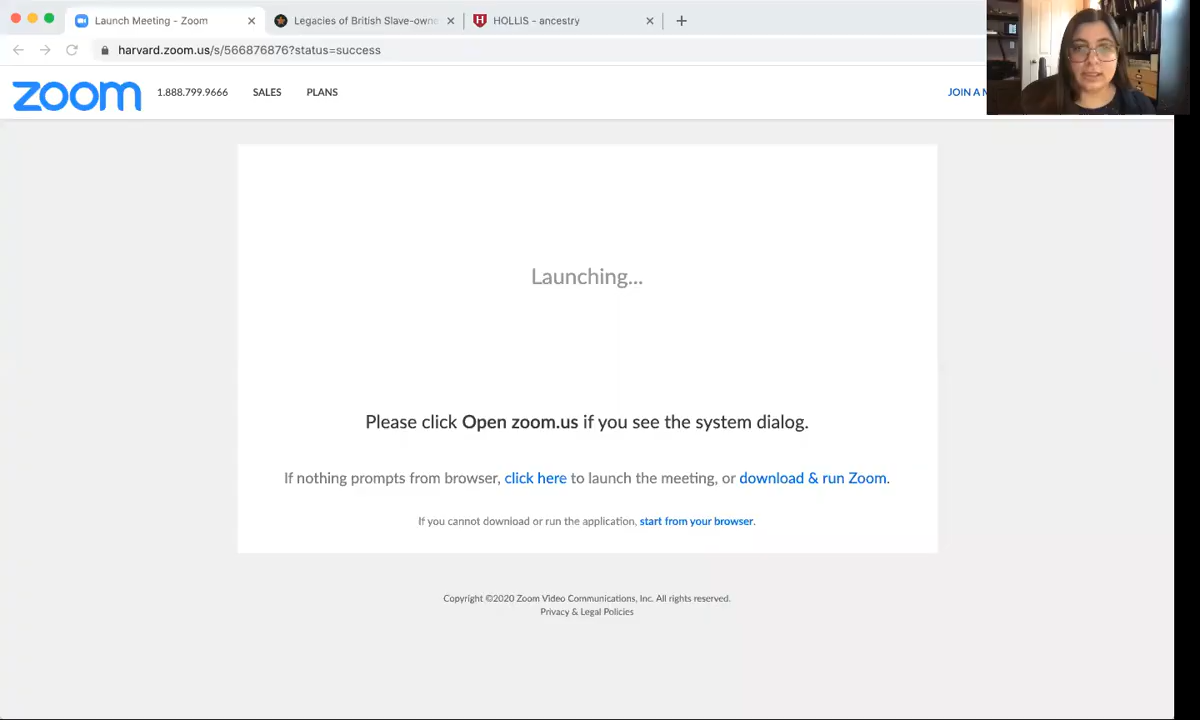 Launch Meeting - Zoom
Legacies of British Slave-owne
HOLLIS - ancestry
harvard.zoom.us/s/566876876?status=success
zoom
1.888.799.9666
SALES
PLANS
JOIN A M
Launching...
Please click Open zoom.us if you see the system dialog.
If nothing prompts from browser, click here to launch the meeting, or download & run Zoom.
If you cannot download or run the application, start from your browser.
Copyright ©2020 Zoom Video Communications, Inc. All rights reserved.
Privacy & Legal Policies